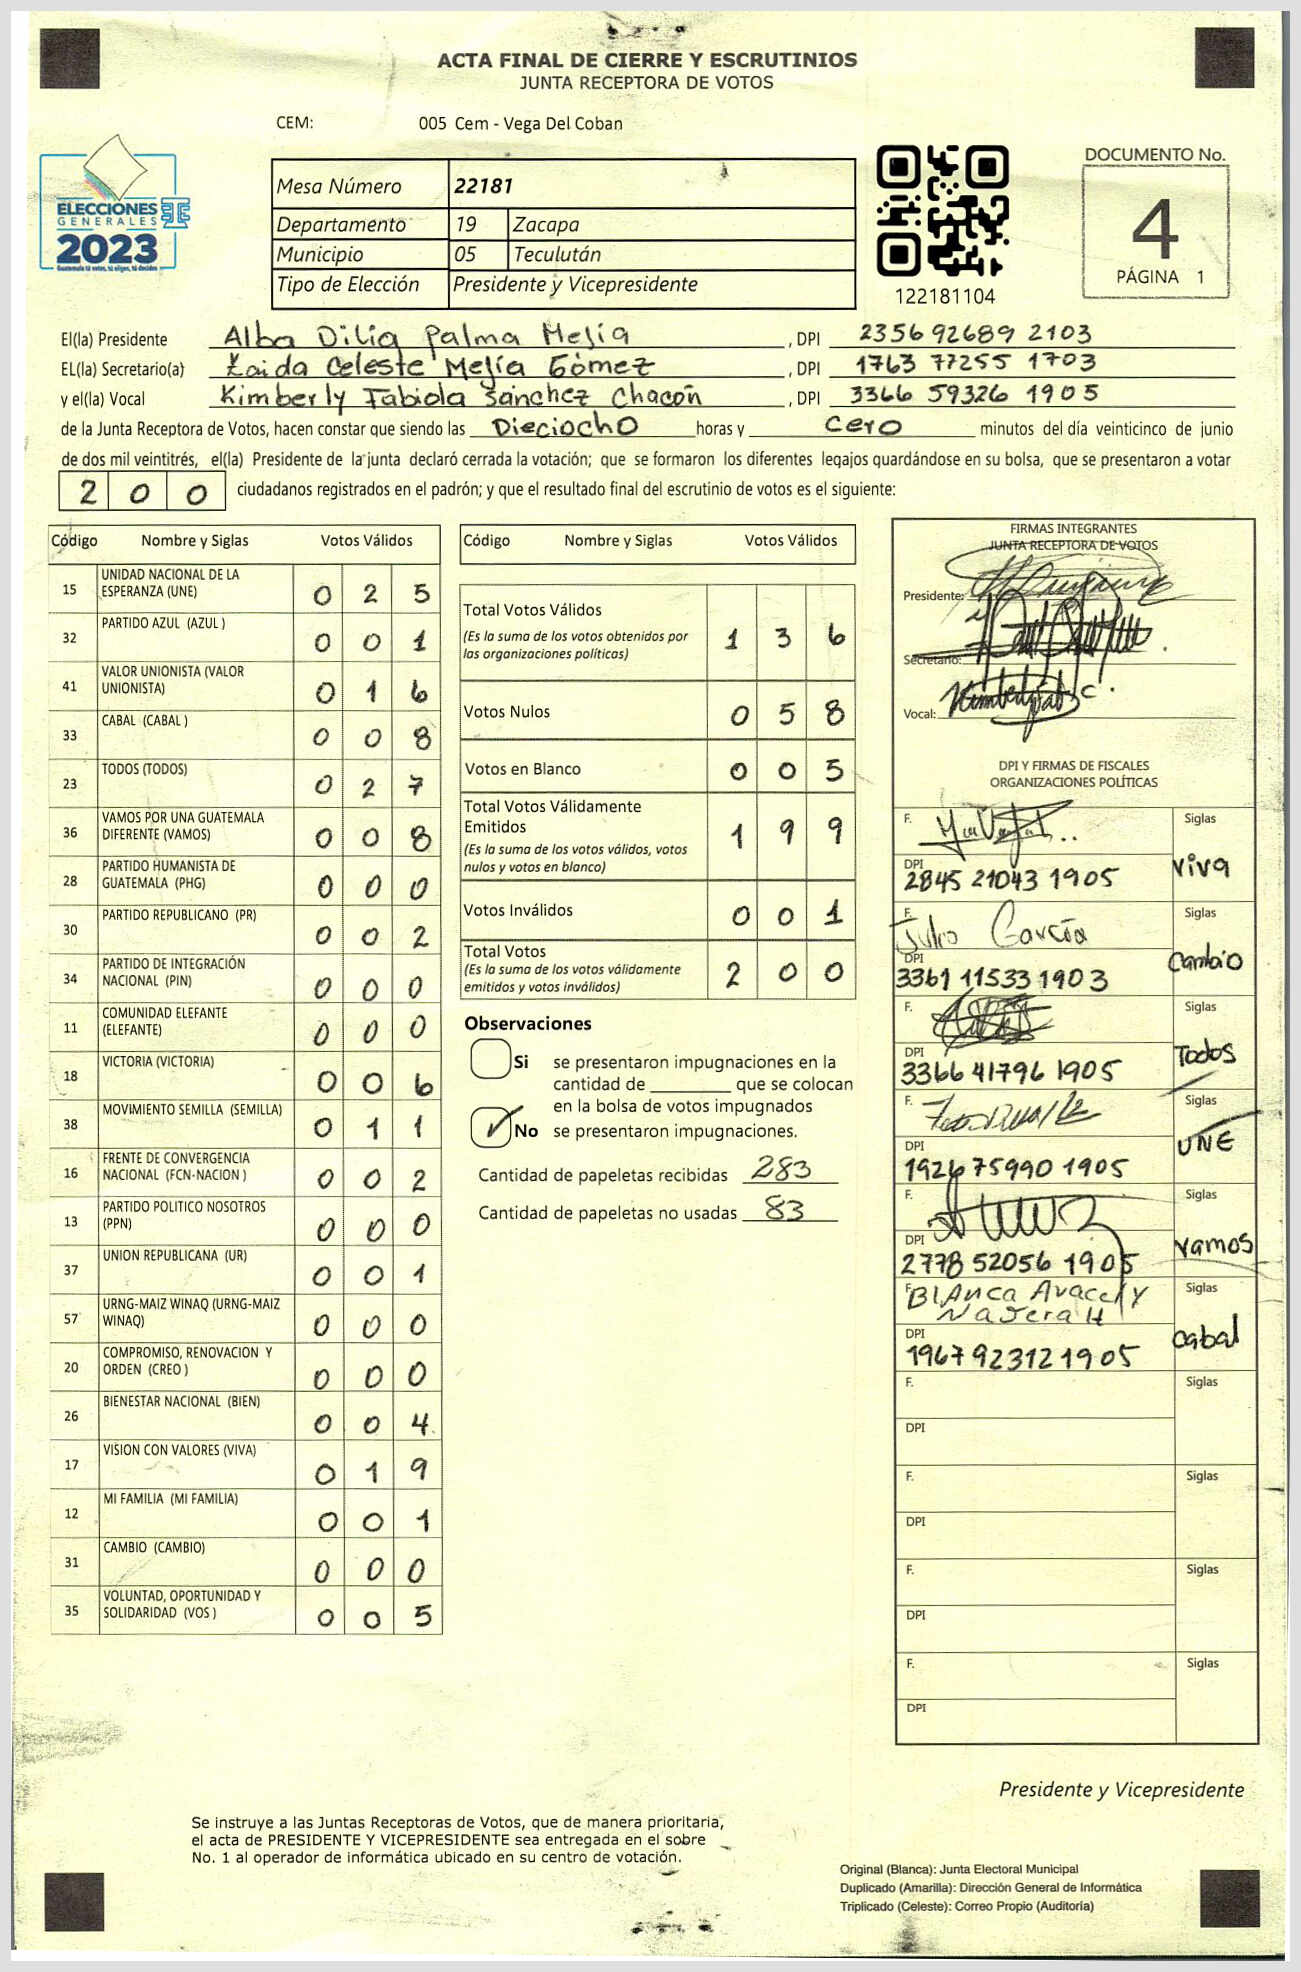 ACTA FINAL DE CIERRE Y ESCRUTINIOS
JUNTA RECEPTORA DE VOTOS
CEM: 005 Cem - Vega Del Coban
ELECCIONES
GENERALES
2023
Guatemala tú votas, tú eliges, tú decides
Mesa Número 22181
Departamento 19 Zacapa
Municipio 05 Teculután
Tipo de Elección Presidente y Vicepresidente
122181104
DOCUMENTO No.
4
PÁGINA 1
El(la) Presidente Alba Dilia Palma Mejía , DPI 2356 92689 2103
EL(la) Secretario(a) Zaida Celeste Mejía Gómez , DPI 1763 77255 1703
y el(la) Vocal Kimberly Fabiola Sánchez Chacón , DPI 3366 59326 1905
de la Junta Receptora de Votos, hacen constar que siendo las Dieciocho horas y cero minutos del día veinticinco de junio
de dos mil veintitrés, el(la) Presidente de la junta declaró cerrada la votación; que se formaron los diferentes legajos guardándose en su bolsa, que se presentaron a votar
2 0 0 ciudadanos registrados en el padrón; y que el resultado final del escrutinio de votos es el siguiente:
Código Nombre y Siglas Votos Válidos
15 UNIDAD NACIONAL DE LA
ESPERANZA (UNE) 0 2 5
32 PARTIDO AZUL (AZUL ) 0 0 1
41 VALOR UNIONISTA (VALOR
UNIONISTA) 0 1 6
33 CABAL (CABAL ) 0 0 8
23 TODOS (TODOS) 0 2 7
36 VAMOS POR UNA GUATEMALA
DIFERENTE (VAMOS) 0 0 8
28 PARTIDO HUMANISTA DE
GUATEMALA (PHG) 0 0 0
30 PARTIDO REPUBLICANO (PR) 0 0 2
34 PARTIDO DE INTEGRACIÓN
NACIONAL (PIN) 0 0 0
11 COMUNIDAD ELEFANTE
(ELEFANTE) 0 0 0
18 VICTORIA (VICTORIA) 0 0 6
38 MOVIMIENTO SEMILLA (SEMILLA) 0 1 1
16 FRENTE DE CONVERGENCIA
NACIONAL (FCN-NACION ) 0 0 2
13 PARTIDO POLITICO NOSOTROS
(PPN) 0 0 0
37 UNION REPUBLICANA (UR) 0 0 1
57 URNG-MAIZ WINAQ (URNG-MAIZ
WINAQ) 0 0 0
20 COMPROMISO, RENOVACION Y
ORDEN (CREO ) 0 0 0
26 BIENESTAR NACIONAL (BIEN) 0 0 4
17 VISION CON VALORES (VIVA) 0 1 9
12 MI FAMILIA (MI FAMILIA) 0 0 1
31 CAMBIO (CAMBIO) 0 0 0
35 VOLUNTAD, OPORTUNIDAD Y
SOLIDARIDAD (VOS ) 0 0 5
Código Nombre y Siglas Votos Válidos
Total Votos Válidos
(Es la suma de los votos obtenidos por
las organizaciones políticas) 1 3 6
Votos Nulos 0 5 8
Votos en Blanco 0 0 5
Total Votos Válidamente
Emitidos
(Es la suma de los votos válidos, votos
nulos y votos en blanco) 1 9 9
Votos Inválidos 0 0 1
Total Votos
(Es la suma de los votos válidamente
emitidos y votos inválidos) 2 0 0
Observaciones
Si se presentaron impugnaciones en la
cantidad de ________ que se colocan
en la bolsa de votos impugnados
No se presentaron impugnaciones.
Cantidad de papeletas recibidas 283
Cantidad de papeletas no usadas 83
FIRMAS INTEGRANTES
JUNTA RECEPTORA DE VOTOS
Presidente:
Secretario:
Vocal:
DPI Y FIRMAS DE FISCALES
ORGANIZACIONES POLÍTICAS
F. Siglas
DPI 2845 21043 1905 Viva
F. Julio García Siglas
DPI 3361 11533 1903 Cambio
F. Siglas
DPI 3366 41796 1905 Todos
F. Siglas
DPI 1926 75990 1905 UNE
F. Siglas
DPI 2778 52056 1905 vamos
F. Blanca Aracely Siglas
Najera H
DPI 1967 92312 1905 cabal
F. Siglas
DPI
F. Siglas
DPI
F. Siglas
DPI
F. Siglas
DPI
Presidente y Vicepresidente
Se instruye a las Juntas Receptoras de Votos, que de manera prioritaria,
el acta de PRESIDENTE Y VICEPRESIDENTE sea entregada en el sobre
No. 1 al operador de informática ubicado en su centro de votación.
Original (Blanca): Junta Electoral Municipal
Duplicado (Amarilla): Dirección General de Informática
Triplicado (Celeste): Correo Propio (Auditoría)